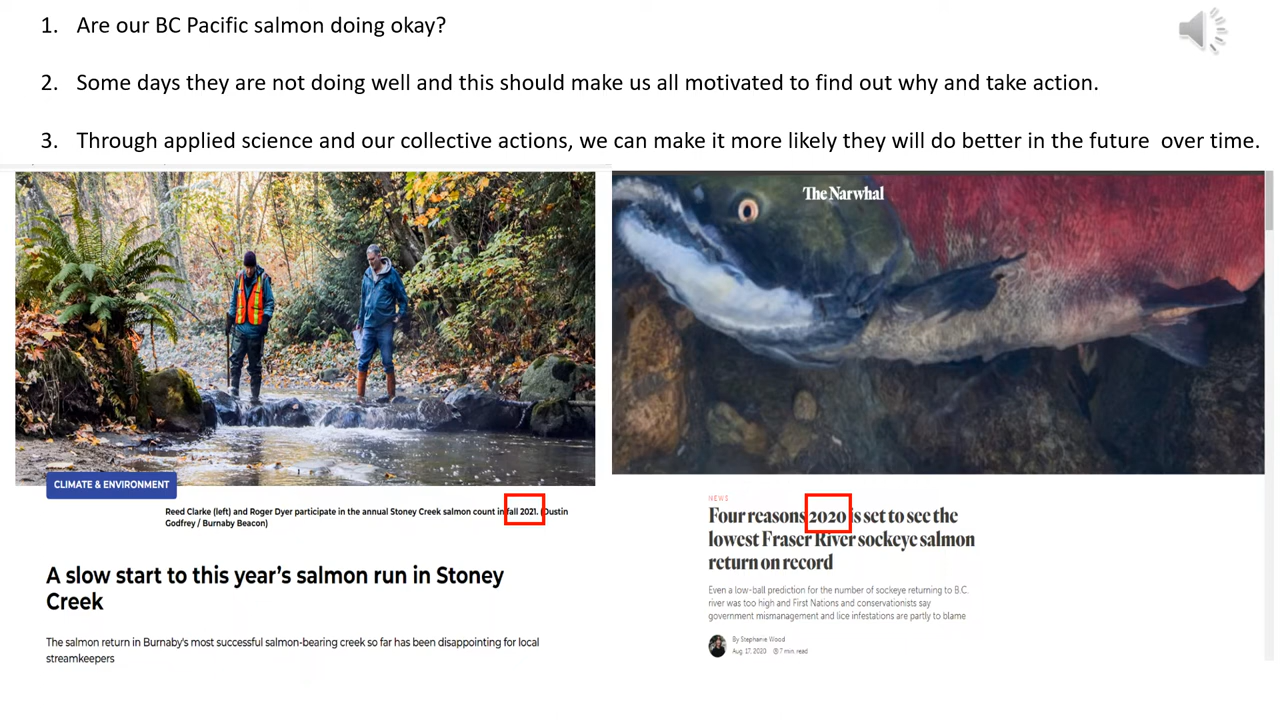 1. Are our BC Pacific salmon doing okay?
2. Some days they are not doing well and this should make us all motivated to find out why and take action.
3. Through applied science and our collective actions, we can make it more likely they will do better in the future over time.
CLIMATE & ENVIRONMENT
Reed Clarke (left) and Roger Dyer participate in the annual Stoney Creek salmon count in fall 2021. (Dustin
Godfrey / Burnaby Beacon)
A slow start to this year's salmon run in Stoney
Creek
The salmon return in Burnaby's most successful salmon-bearing creek so far has been disappointing for local
streamkeepers
The Narwhal
NEWS
Four reasons 2020 is set to see the
lowest Fraser River sockeye salmon
return on record
Even a low-ball prediction for the number of sockeye returning to B.C.
river was too high and First Nations and conservationists say
government mismanagement and lice infestations are partly to blame
By Stephanie Wood
Aug. 17, 2020 7 min. read